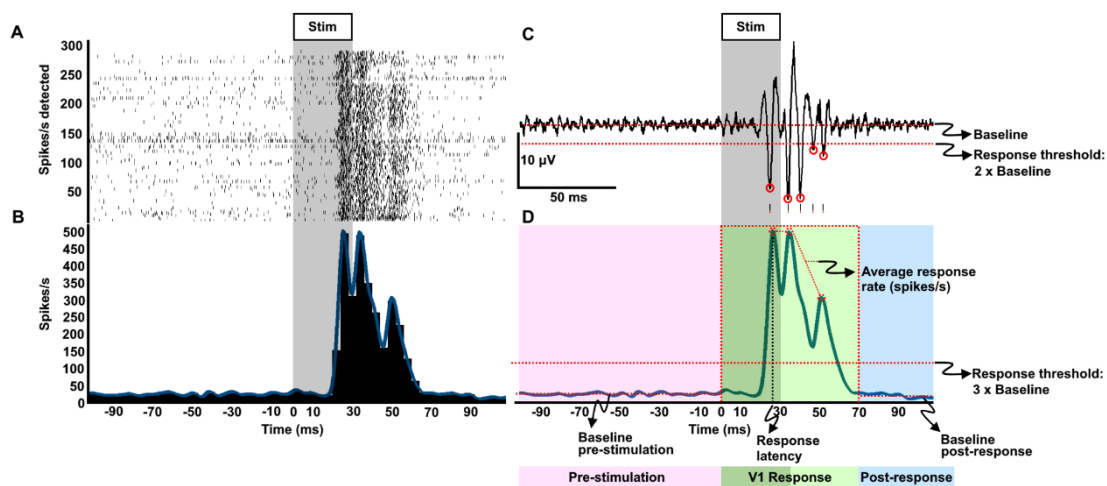 A
Stim
Spikes/s detected
300
250
200
150
100
50
B
Spikes/s
500
450
400
350
300
250
200
150
100
50
0
-90 -70 -50 -30 -10 0 10 30 50 70 90
Time (ms)
C
Stim
10 µV
50 ms
Baseline
Response threshold:
2 x Baseline
D
Average response
rate (spikes/s)
Response threshold:
3 x Baseline
-90 -70 -50 -30 -10 0 10 30 50 70 90
Time (ms)
Baseline
pre-stimulation
Response
latency
Baseline
post-response
Pre-stimulation V1 Response Post-response